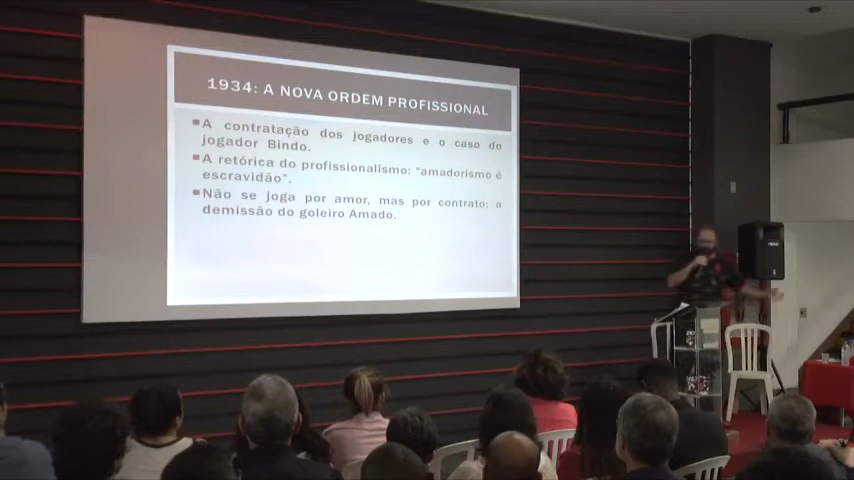 1934: A NOVA ORDEM PROFISSIONAL
A contratação dos jogadores e o caso do
jogador Bindo.
A retórica do profissionalismo: "amadorismo é
escravidão".
Não se joga por amor, mas por contrato: a
demissão do goleiro Amado.